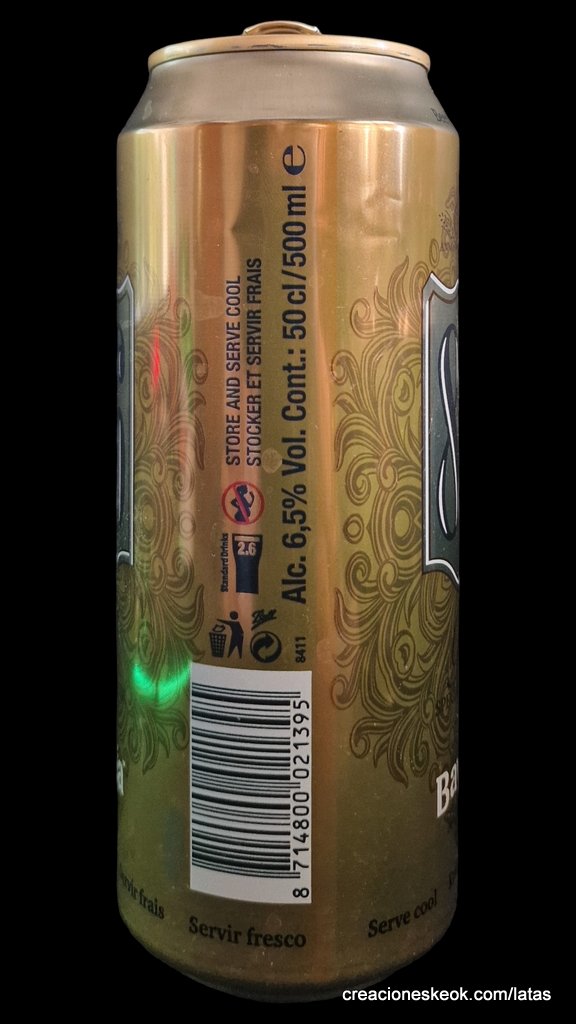 STORE AND SERVE COOL
STOCKER ET SERVIR FRAIS
Alc. 6,5% Vol. Cont.: 50 cl/500 ml e
Standard Drinks
2.6
Ball
8411
8 714800 021395
Ba
servir frais
Servir fresco
Serve cool
creacioneskeok.com/latas